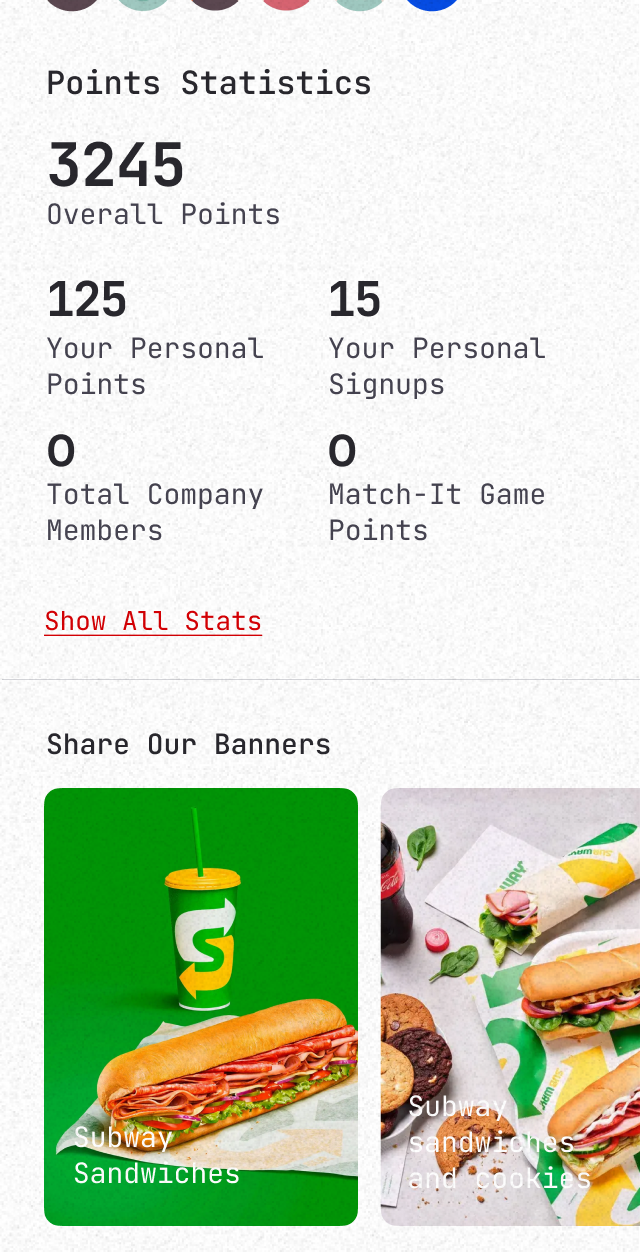 Points Statistics
3245
Overall Points
125
Your Personal
Points
15
Your Personal
Signups
0
Total Company
Members
0
Match-It Game
Points
Show All Stats
Share Our Banners
Subway
Sandwiches
Subway
sandwiches
and cookies